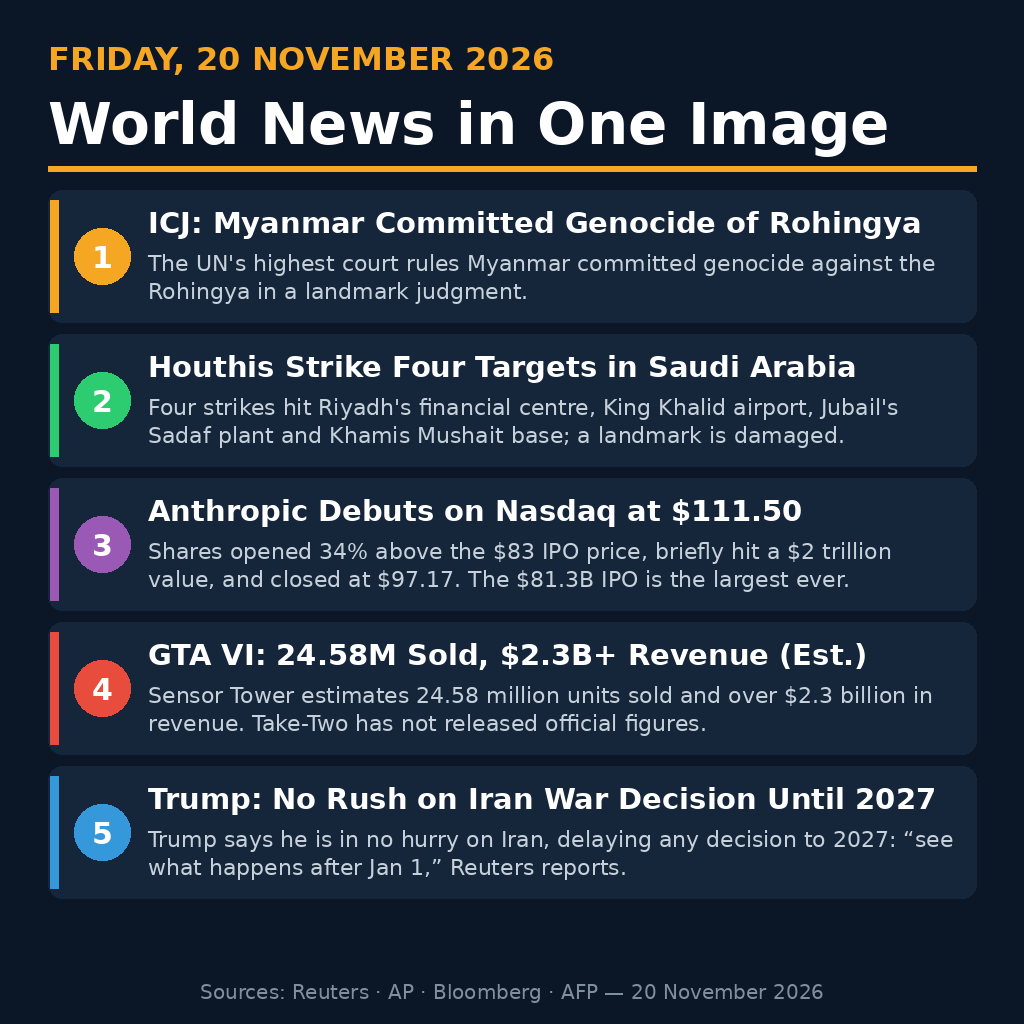 FRIDAY, 20 NOVEMBER 2026
World News in One Image
1
ICJ: Myanmar Committed Genocide of Rohingya
The UN's highest court rules Myanmar committed genocide against the
Rohingya in a landmark judgment.
2
Houthis Strike Four Targets in Saudi Arabia
Four strikes hit Riyadh's financial centre, King Khalid airport, Jubail's
Sadaf plant and Khamis Mushait base; a landmark is damaged.
3
Anthropic Debuts on Nasdaq at $111.50
Shares opened 34% above the $83 IPO price, briefly hit a $2 trillion
value, and closed at $97.17. The $81.3B IPO is the largest ever.
4
GTA VI: 24.58M Sold, $2.3B+ Revenue (Est.)
Sensor Tower estimates 24.58 million units sold and over $2.3 billion in
revenue. Take-Two has not released official figures.
5
Trump: No Rush on Iran War Decision Until 2027
Trump says he is in no hurry on Iran, delaying any decision to 2027: “see
what happens after Jan 1,” Reuters reports.
Sources: Reuters · AP · Bloomberg · AFP — 20 November 2026